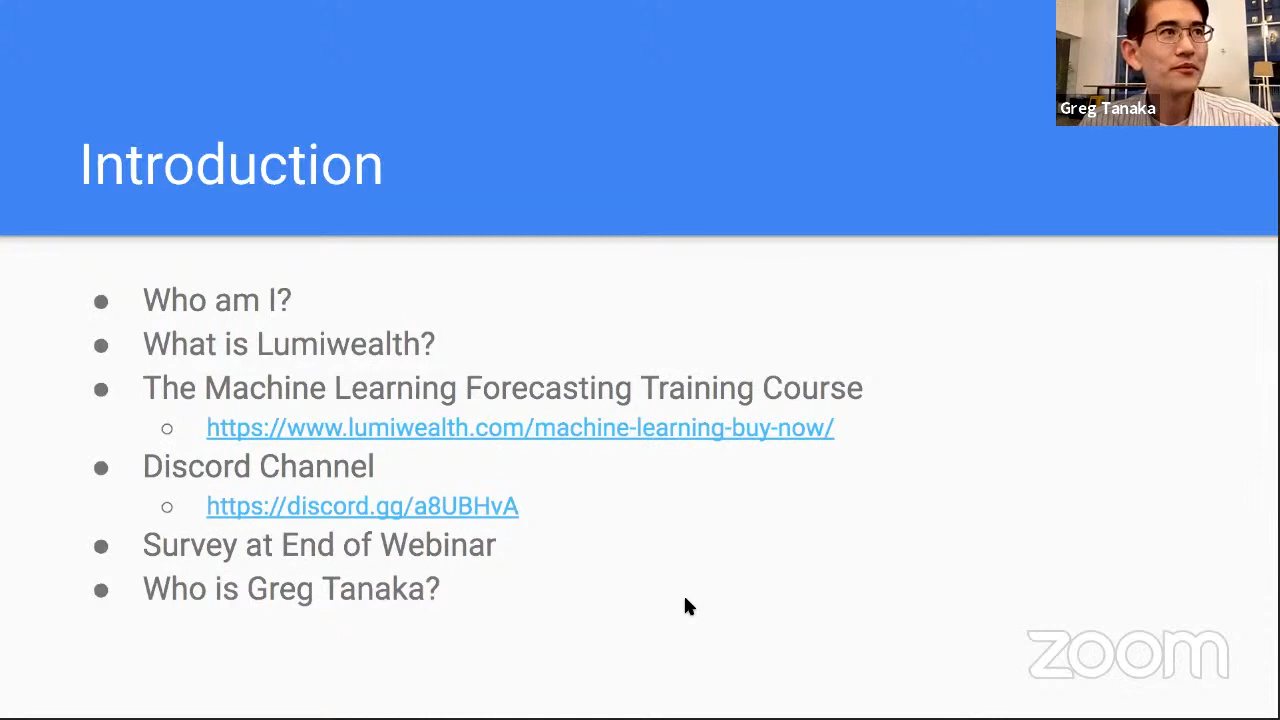 Greg Tanaka
Introduction
Who am I?
What is Lumiwealth?
The Machine Learning Forecasting Training Course
https://www.lumiwealth.com/machine-learning-buy-now/
Discord Channel
https://discord.gg/a8UBHvA
Survey at End of Webinar
Who is Greg Tanaka?
zoom